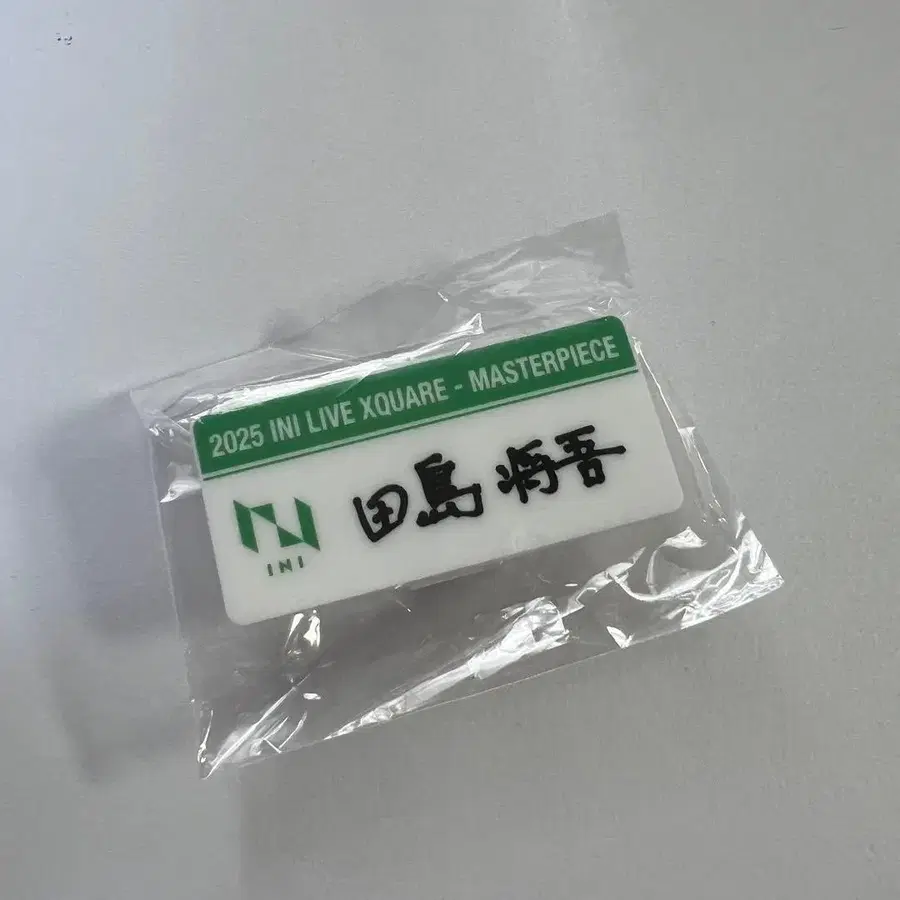 2025 INI LIVE XQUARE - MASTERPIECE
田島 将吾
INI